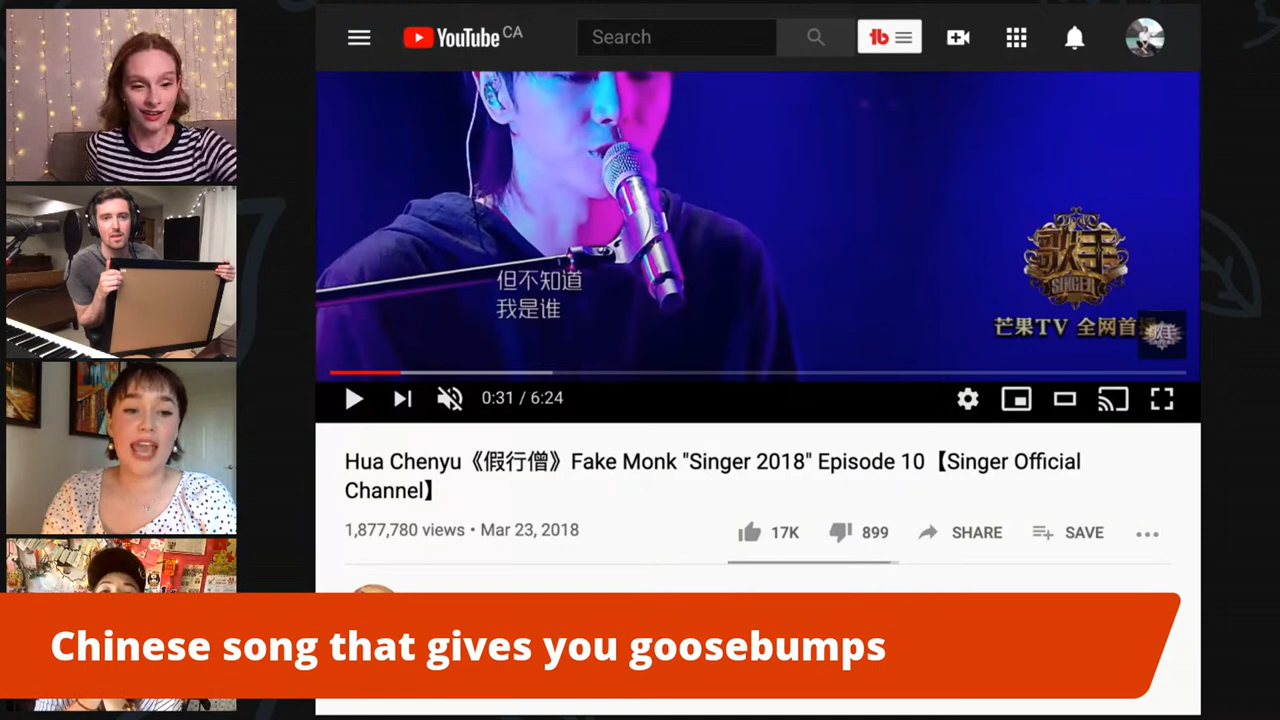 YouTube CA
Search
但不知道
我是谁
歌手
SINGER
芒果TV 全网首
歌手
0:31 / 6:24
Hua Chenyu《假行僧》Fake Monk "Singer 2018" Episode 10【Singer Official
Channel】
1,877,780 views • Mar 23, 2018
17K
899
SHARE
SAVE
Chinese song that gives you goosebumps